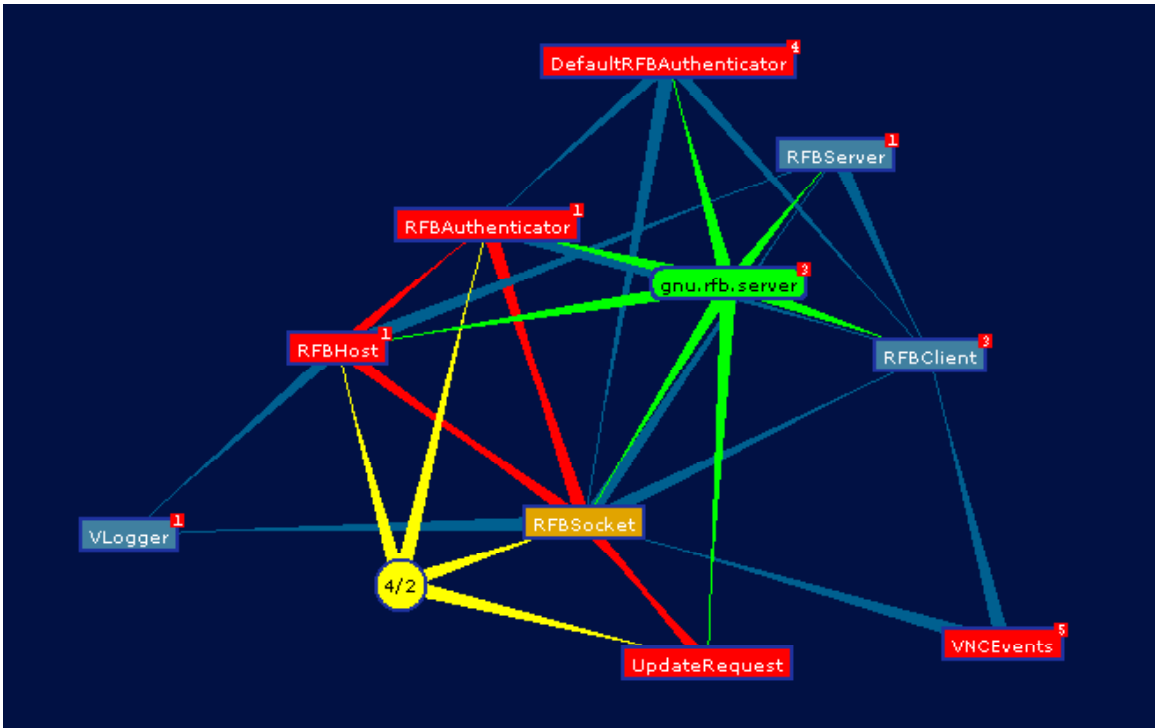 4
DefaultRFBAuthenticator
1
RFBServer
1
RFBAuthenticator
3
gnu.rfb.server
1
RFBHost
3
RFBClient
1
VLogger
RFBSocket
4/2
5
VNCEvents
UpdateRequest